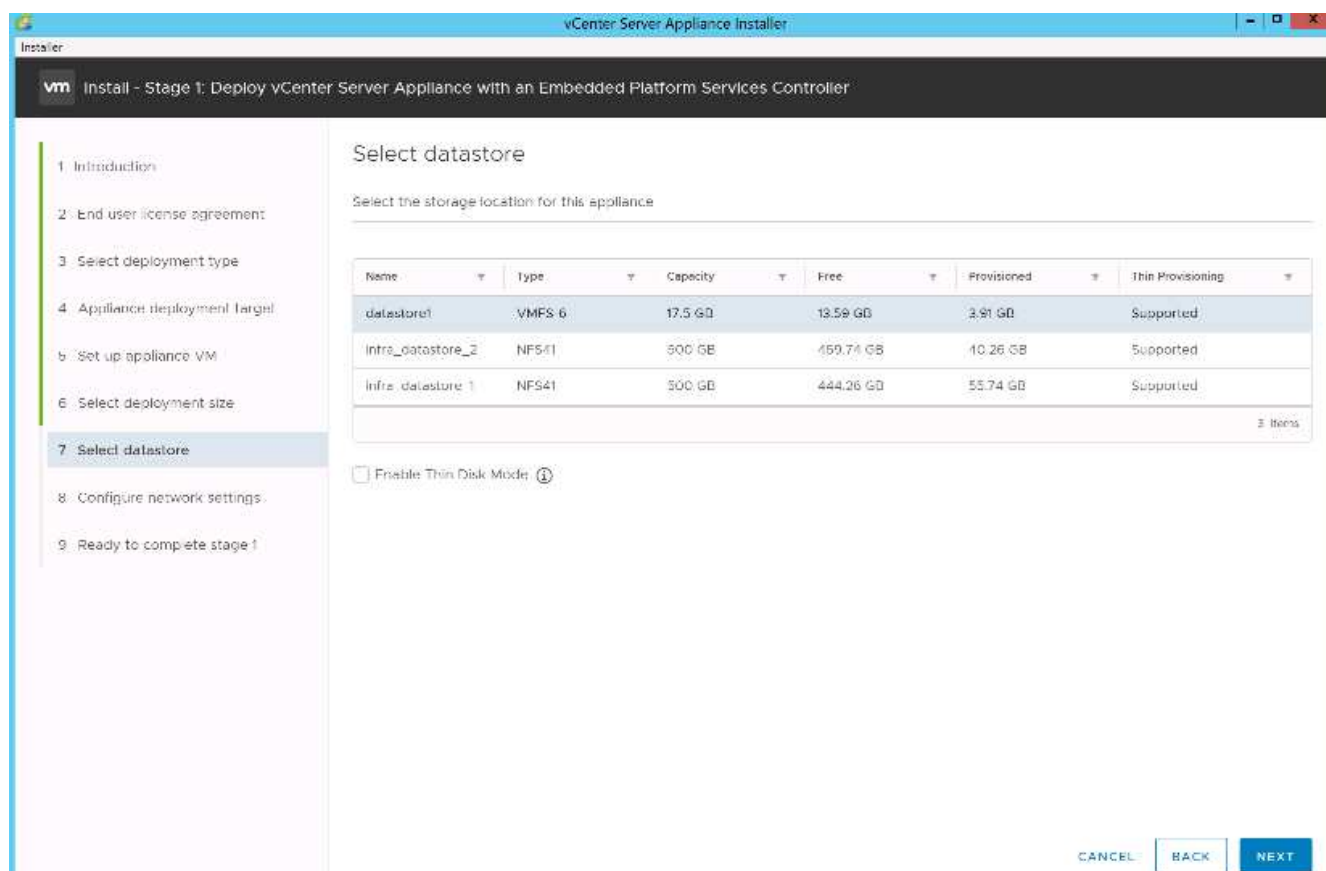 vCenter Server Appliance Installer
Installer
vm Install - Stage 1: Deploy vCenter Server Appliance with an Embedded Platform Services Controller
1 Introduction
2 End user license agreement
3 Select deployment type
4 Appliance deployment target
5 Set up appliance VM
6 Select deployment size
7 Select datastore
8 Configure network settings
9 Ready to complete stage 1
Select datastore
Select the storage location for this appliance
Name Type Capacity Free Provisioned Thin Provisioning
datastore1 VMFS-6 17.5 GB 13.59 GB 3.91 GB Supported
infra_datastore_2 NFS41 500 GB 459.74 GB 40.26 GB Supported
infra_datastore_1 NFS41 500 GB 444.26 GB 55.74 GB Supported
3 items
Enable Thin Disk Mode
CANCEL BACK NEXT